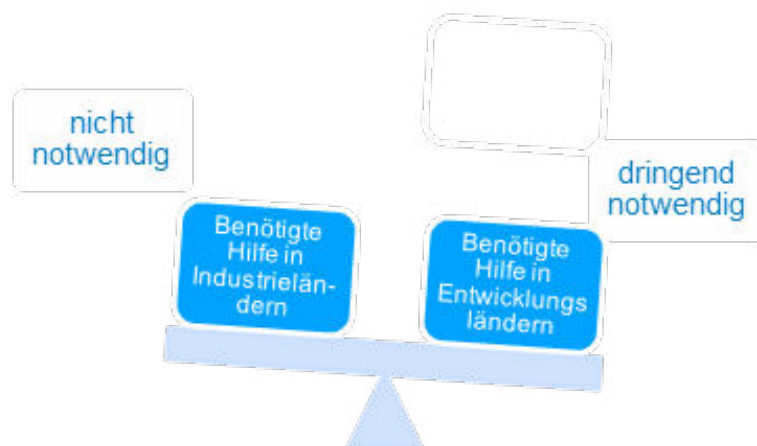 nicht
notwendig
dringend
notwendig
Benötigte
Hilfe in
Industrielän-
dern
Benötigte
Hilfe in
Entwicklungs
ländern